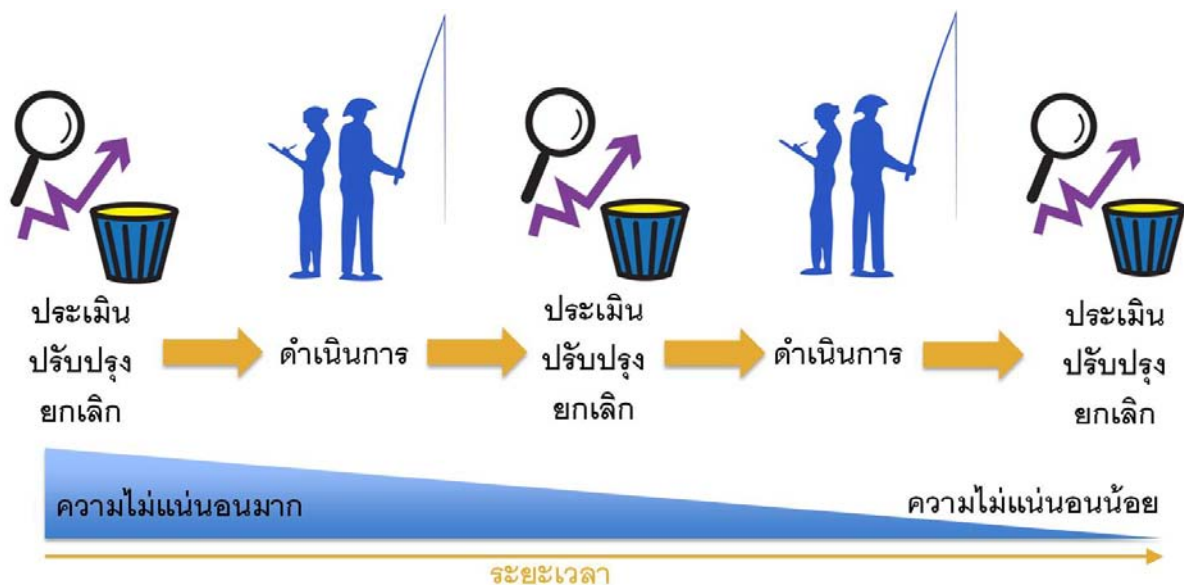 ประเมิน
ปรับปรุง
ยกเลิก
ดำเนินการ
ประเมิน
ปรับปรุง
ยกเลิก
ดำเนินการ
ประเมิน
ปรับปรุง
ยกเลิก
ความไม่แน่นอนมาก
ความไม่แน่นอนน้อย
ระยะเวลา